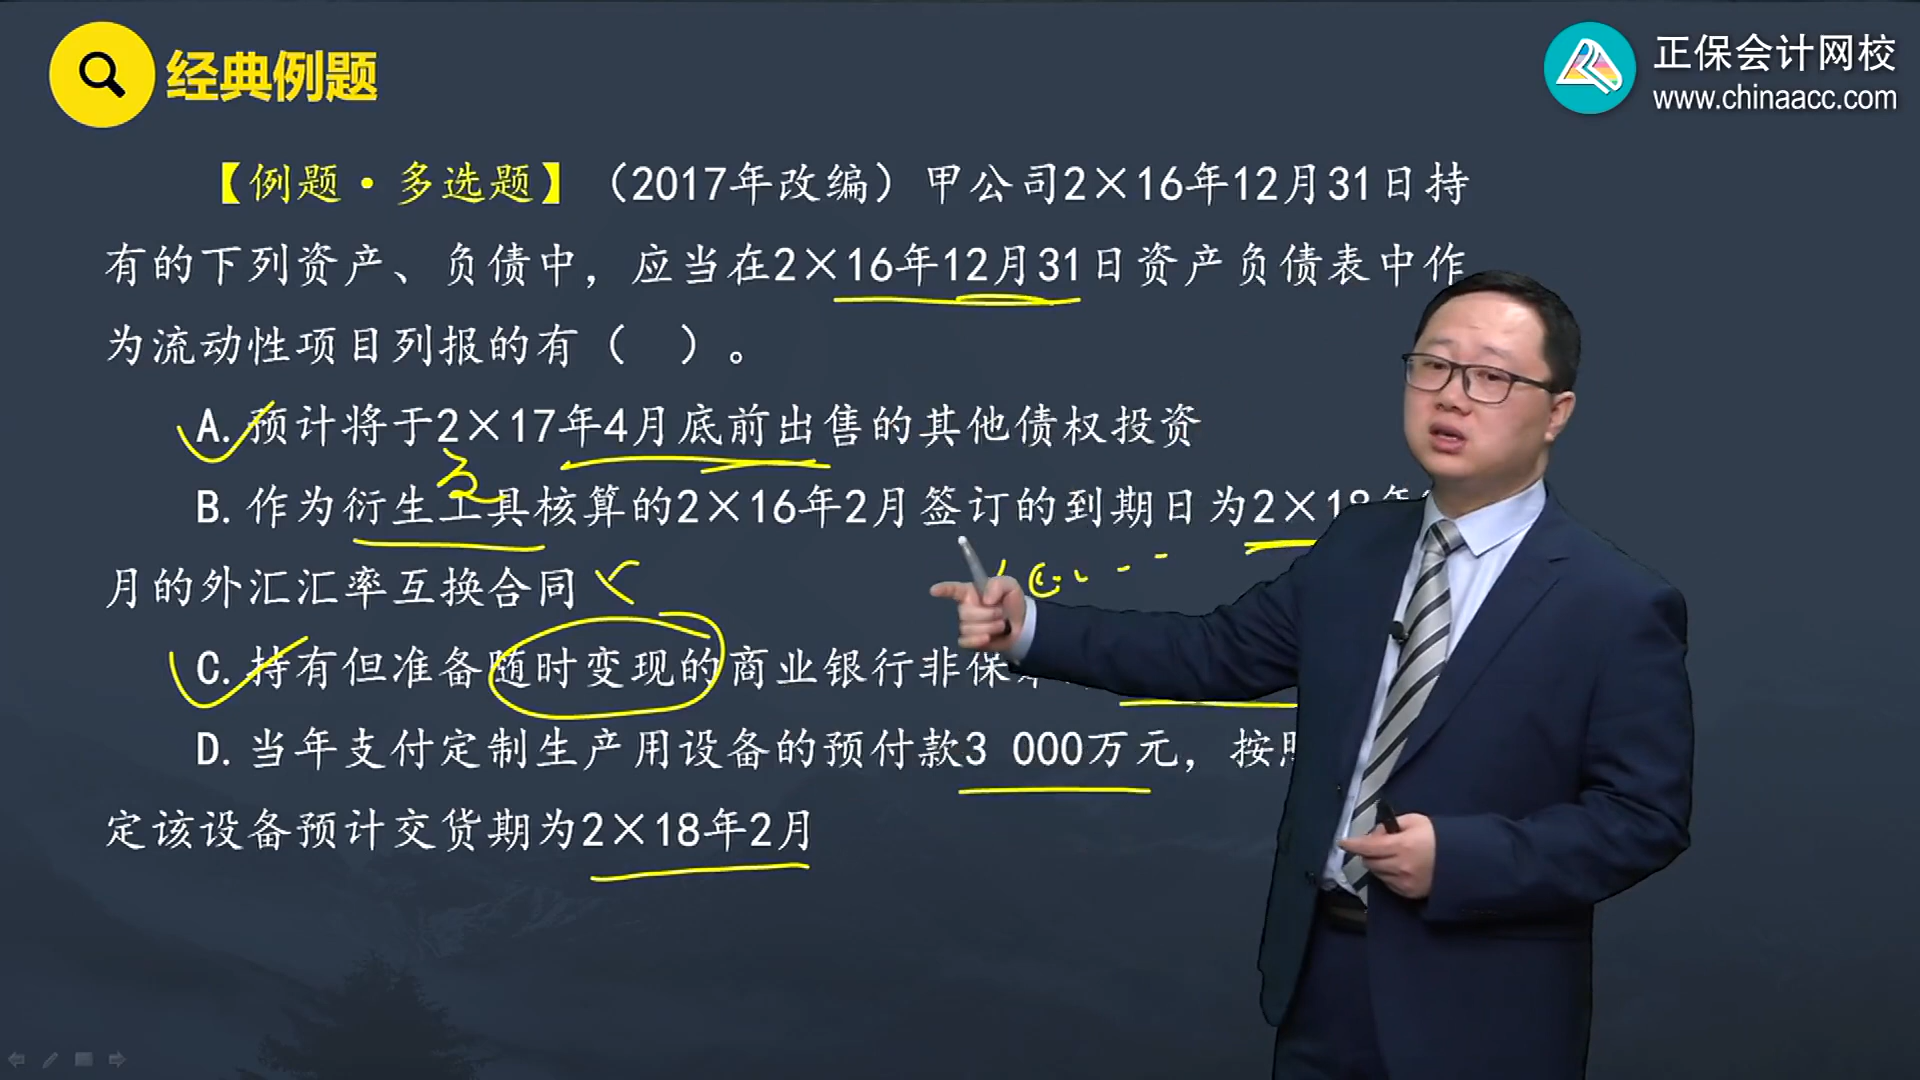 经典例题
正保会计网校
www.chinaacc.com
【例题·多选题】（2017年改编）甲公司2×16年12月31日持
有的下列资产、负债中，应当在2×16年12月31日资产负债表中作
为流动性项目列报的有（ ）。
A.预计将于2×17年4月底前出售的其他债权投资
B.作为衍生工具核算的2×16年2月签订的到期日为2×18年
月的外汇汇率互换合同
C.持有但准备随时变现的商业银行非保
D.当年支付定制生产用设备的预付款3 000万元，按照
定该设备预计交货期为2×18年2月